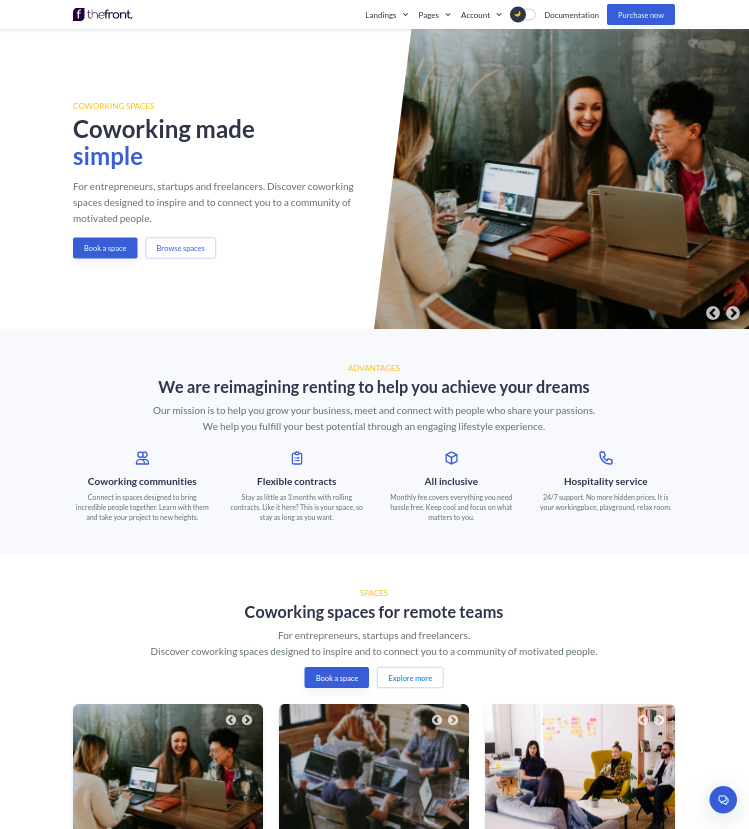 thefront.
Landings
Pages
Account
Documentation
Purchase now
COWORKING SPACES
Coworking made
simple
For entrepreneurs, startups and freelancers. Discover coworking
spaces designed to inspire and to connect you to a community of
motivated people.
Book a space
Browse spaces
ADVANTAGES
We are reimagining renting to help you achieve your dreams
Our mission is to help you grow your business, meet and connect with people who share your passions.
We help you fulfill your best potential through an engaging lifestyle experience.
Coworking communities
Connect in spaces designed to bring
incredible people together. Learn with them
and take your project to new heights.
Flexible contracts
Stay as little as 3 months with rolling
contracts. Like it here? This is your space, so
stay as long as you want.
All inclusive
Monthly fee covers everything you need
hassle free. Keep cool and focus on what
matters to you.
Hospitality service
24/7 support. No more hidden prices. It is
your workingplace, playground, relax room.
SPACES
Coworking spaces for remote teams
For entrepreneurs, startups and freelancers.
Discover coworking spaces designed to inspire and to connect you to a community of motivated people.
Book a space
Explore more